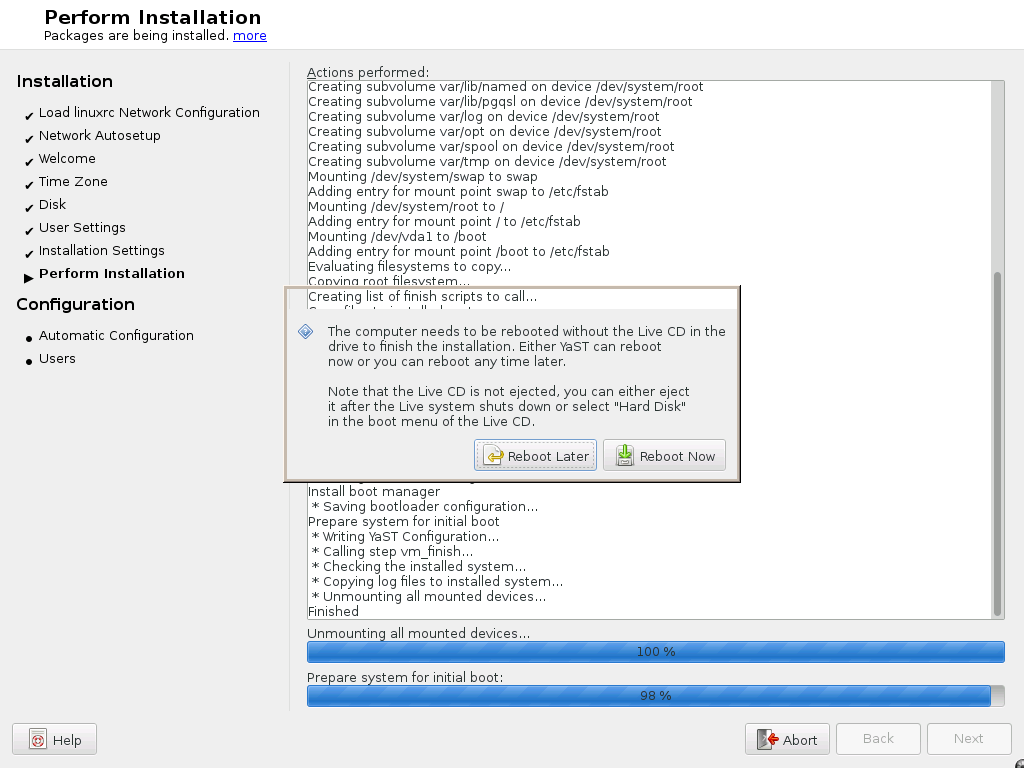 Perform Installation
Packages are being installed. more
Installation
Load linuxrc Network Configuration
Network Autosetup
Welcome
Time Zone
Disk
User Settings
Installation Settings
Perform Installation
Configuration
Automatic Configuration
Users
Actions performed:
Creating subvolume var/lib/named on device /dev/system/root
Creating subvolume var/lib/pgqsl on device /dev/system/root
Creating subvolume var/log on device /dev/system/root
Creating subvolume var/opt on device /dev/system/root
Creating subvolume var/spool on device /dev/system/root
Creating subvolume var/tmp on device /dev/system/root
Mounting /dev/system/swap to swap
Adding entry for mount point swap to /etc/fstab
Mounting /dev/system/root to /
Adding entry for mount point / to /etc/fstab
Mounting /dev/vda1 to /boot
Adding entry for mount point /boot to /etc/fstab
Evaluating filesystems to copy...
Copying root filesystem...
Creating list of finish scripts to call...
The computer needs to be rebooted without the Live CD in the
drive to finish the installation. Either YaST can reboot
now or you can reboot any time later.
Note that the Live CD is not ejected, you can either eject
it after the Live system shuts down or select "Hard Disk"
in the boot menu of the Live CD.
Reboot Later
Reboot Now
Install boot manager
* Saving bootloader configuration...
Prepare system for initial boot
* Writing YaST Configuration...
* Calling step vm_finish...
* Checking the installed system...
* Copying log files to installed system...
* Unmounting all mounted devices...
Finished
Unmounting all mounted devices...
100 %
Prepare system for initial boot:
98 %
Help
Abort
Back
Next